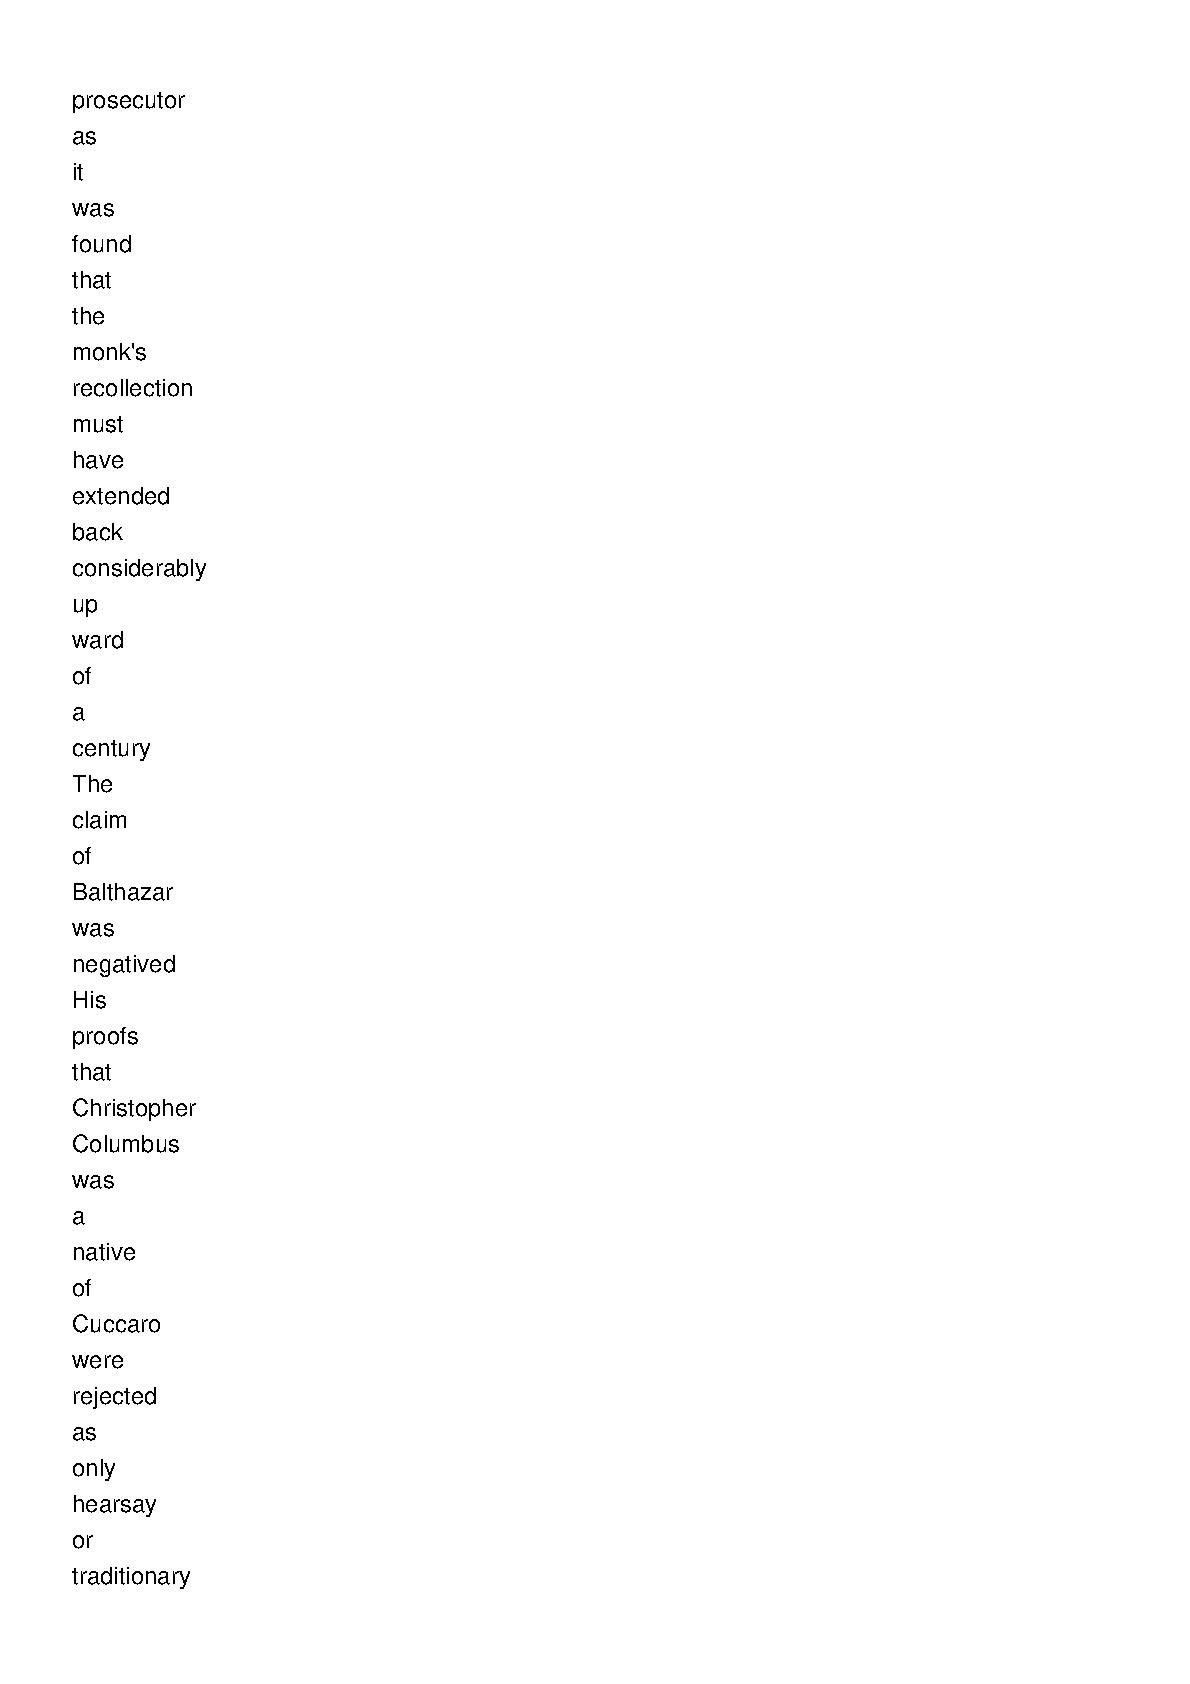 prosecutor
as
it
was
found
that
the
monk's
recollection
must
have
extended
back
considerably
up
ward
of
a
century
The
claim
of
Balthazar
was
negatived
His
proofs
that
Christopher
Columbus
was
a
native
of
Cuccaro
were
rejected
as
only
hearsay
or
traditionary